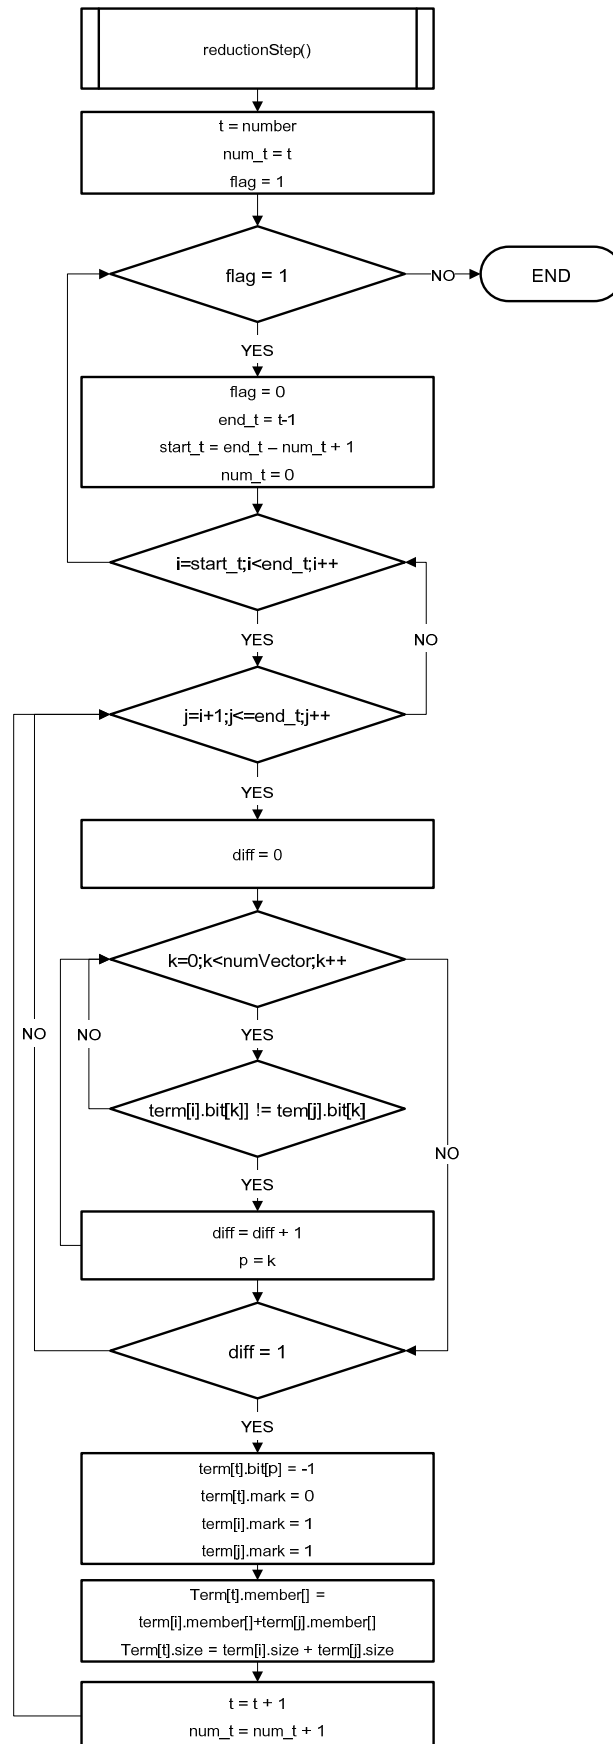 reductionStep()
t = number
num_t = t
flag = 1
flag = 1
NO
END
YES
flag = 0
end_t = t-1
start_t = end_t – num_t + 1
num_t = 0
i=start_t;i<end_t;i++
YES
NO
j=i+1;j<=end_t;j++
YES
diff = 0
k=0;k<numVector;k++
NO
NO
YES
term[i].bit[k]] != tem[j].bit[k]
NO
YES
diff = diff + 1
p = k
diff = 1
YES
term[t].bit[p] = -1
term[t].mark = 0
term[i].mark = 1
term[j].mark = 1
Term[t].member[] =
term[i].member[]+term[j].member[]
Term[t].size = term[i].size + term[j].size
t = t + 1
num_t = num_t + 1